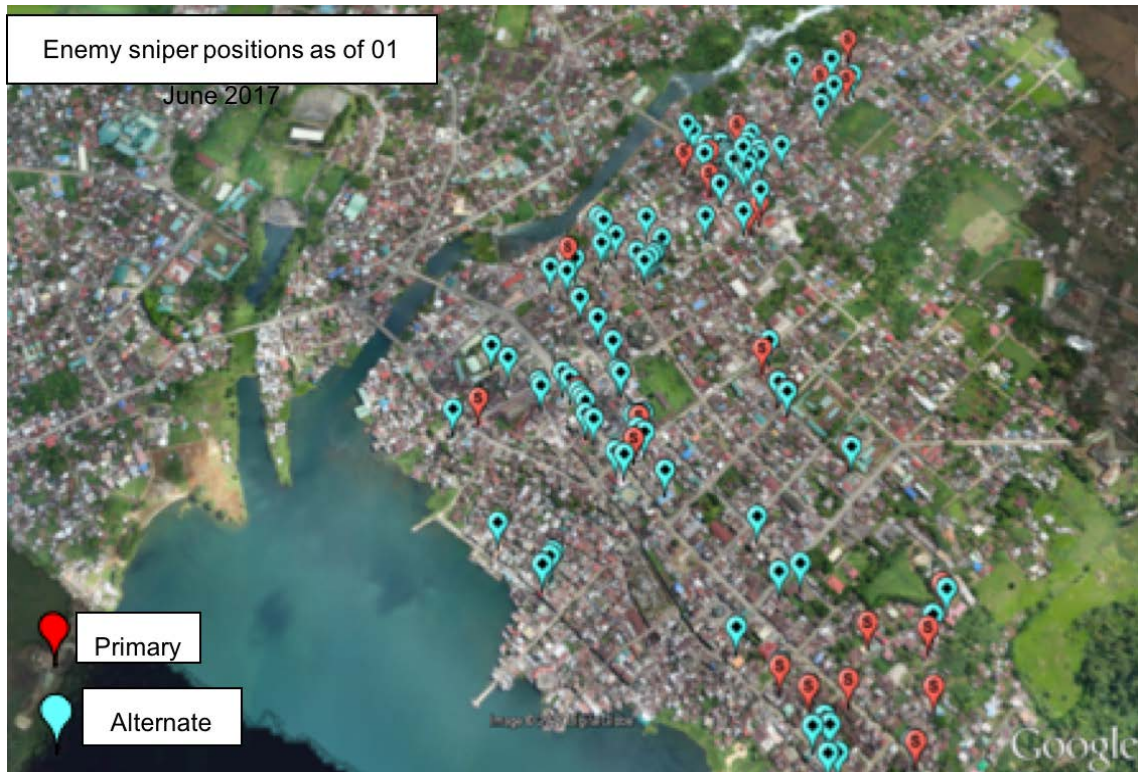 Enemy sniper positions as of 01
June 2017
Primary
Alternate
Google